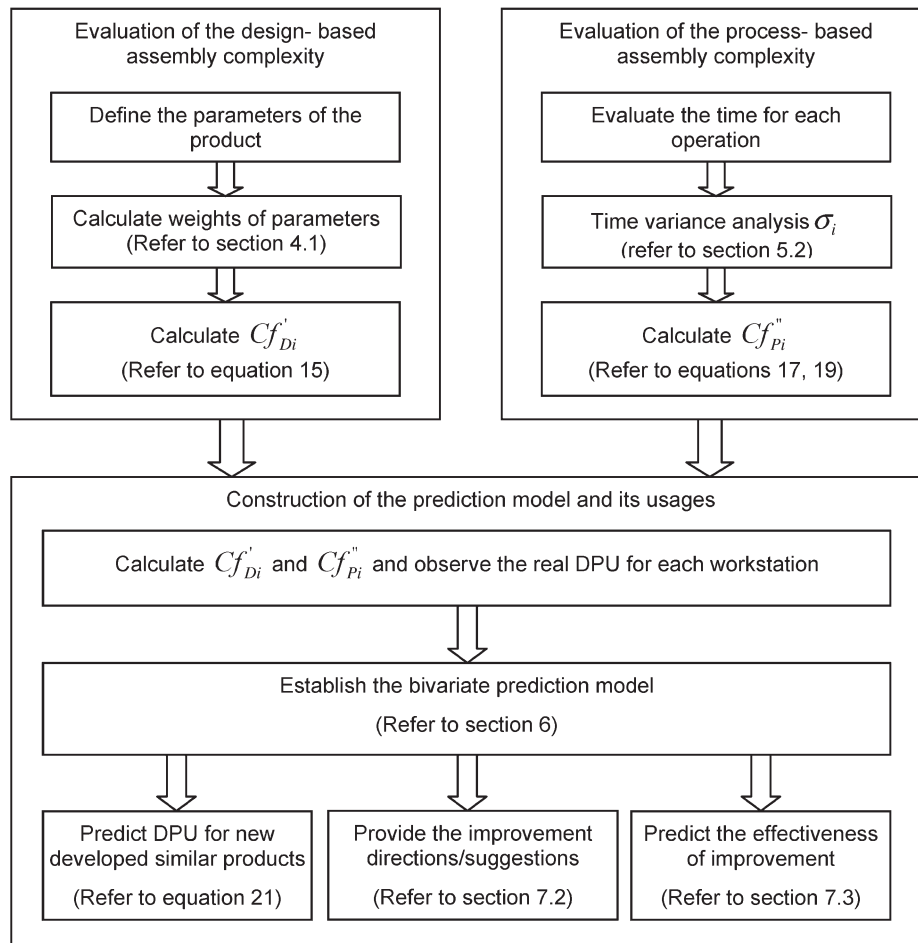 Evaluation of the design- based
assembly complexity
Define the parameters of the
product
Calculate weights of parameters
(Refer to section 4.1)
Calculate Cf'Di
(Refer to equation 15)
Evaluation of the process- based
assembly complexity
Evaluate the time for each
operation
Time variance analysis σi
(refer to section 5.2)
Calculate Cf"Pi
(Refer to equations 17, 19)
Construction of the prediction model and its usages
Calculate Cf'Di and Cf"Pi and observe the real DPU for each workstation
Establish the bivariate prediction model
(Refer to section 6)
Predict DPU for new
developed similar products
(Refer to equation 21)
Provide the improvement
directions/suggestions
(Refer to section 7.2)
Predict the effectiveness
of improvement
(Refer to section 7.3)